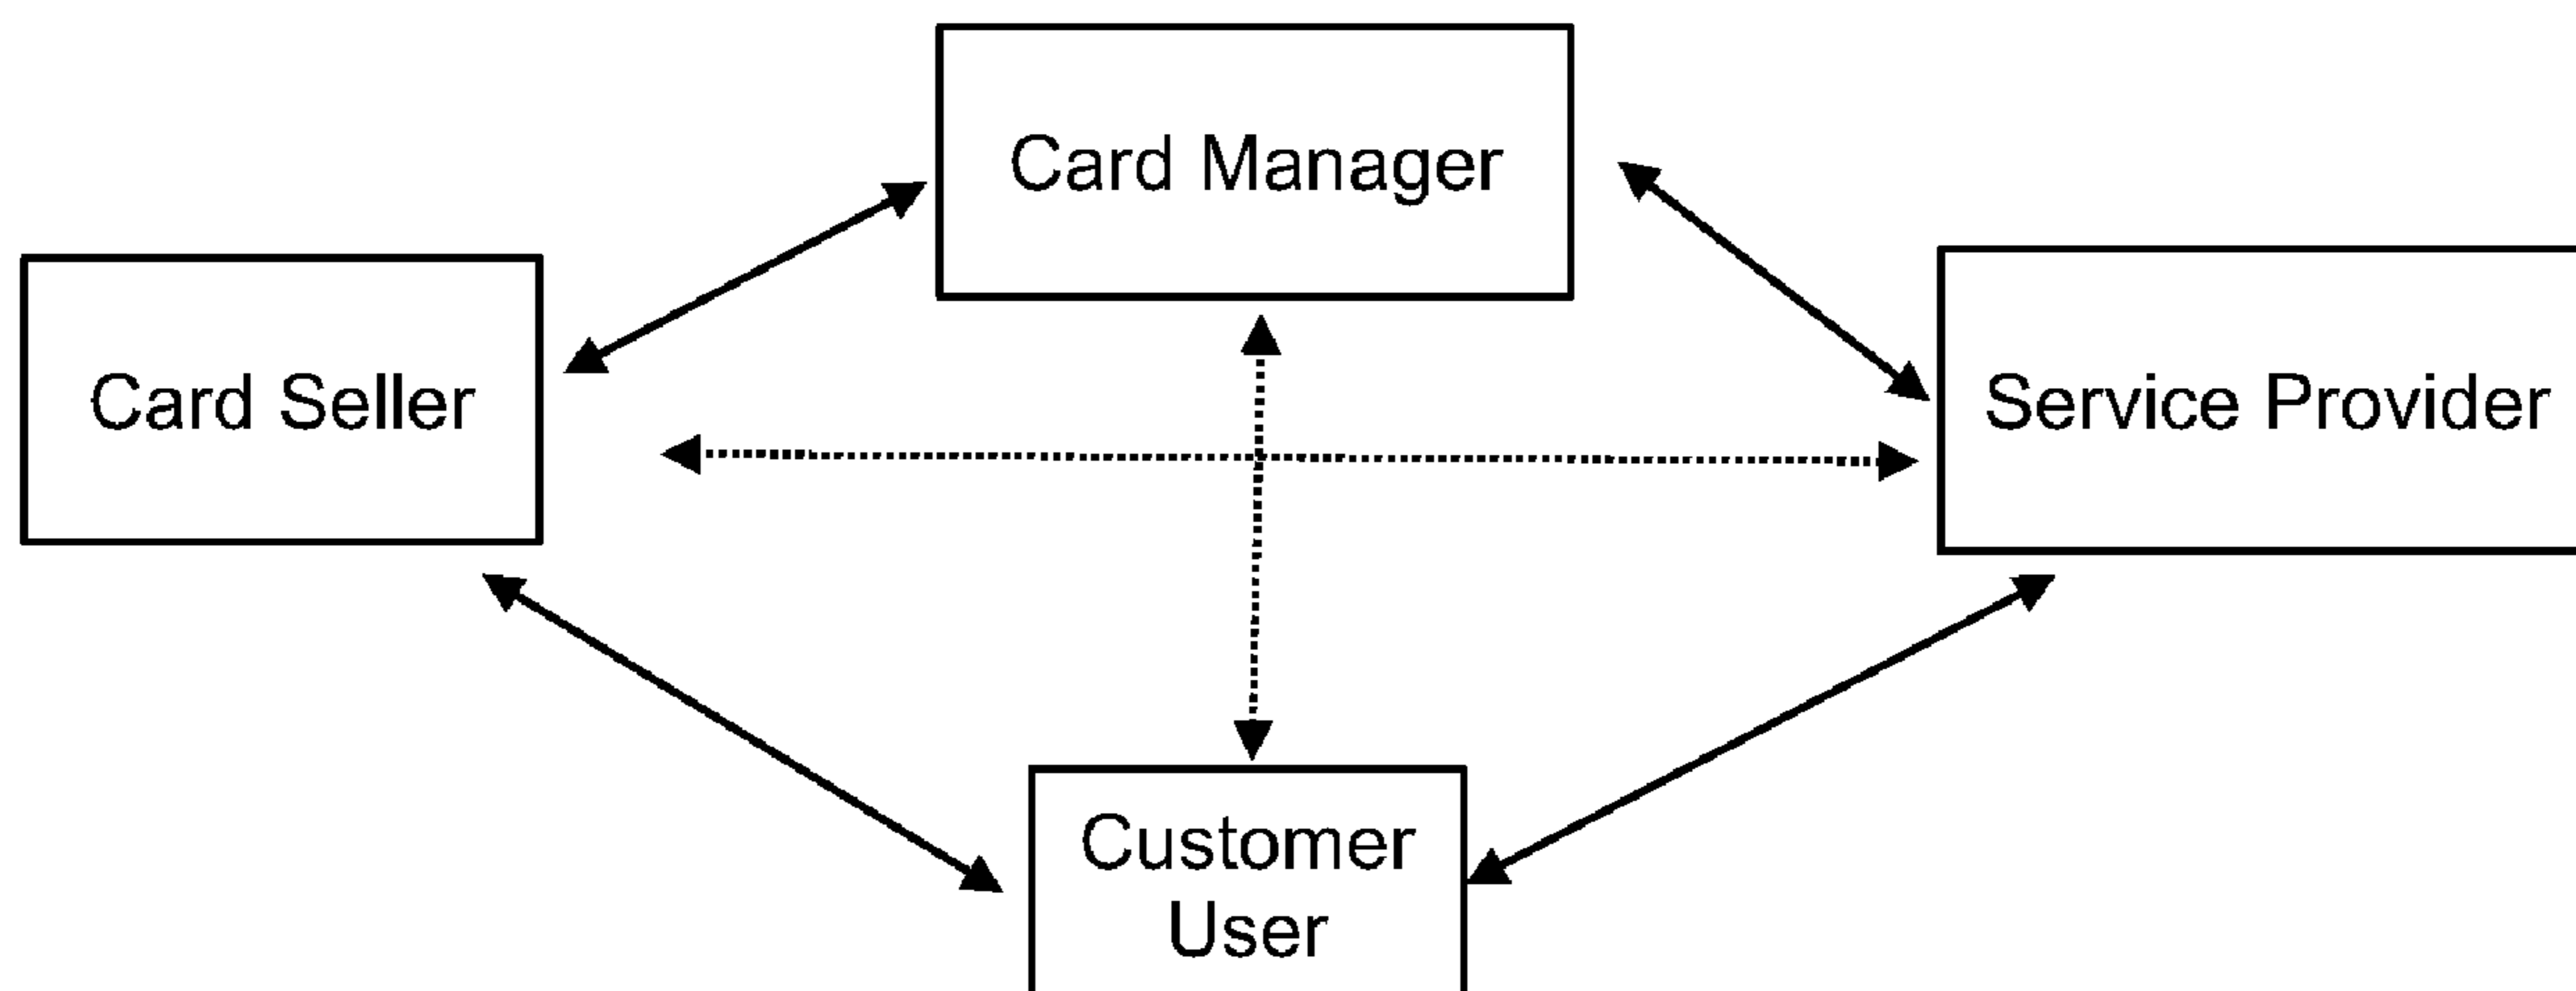 Card Manager
Card Seller
Service Provider
Customer
User